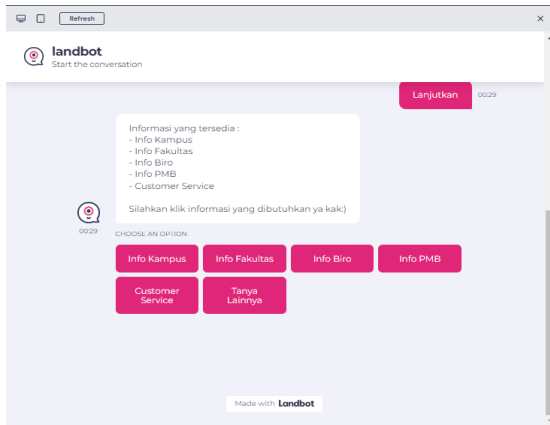 Refresh
landbot
Start the conversation
Lanjutkan
00:29
Informasi yang tersedia :
- Info Kampus
- Info Fakultas
- Info Biro
- Info PMB
- Customer Service
Silahkan klik informasi yang dibutuhkan ya kak:)
00:29
CHOOSE AN OPTION
Info Kampus
Info Fakultas
Info Biro
Info PMB
Customer
Service
Tanya
Lainnya
Made with Landbot